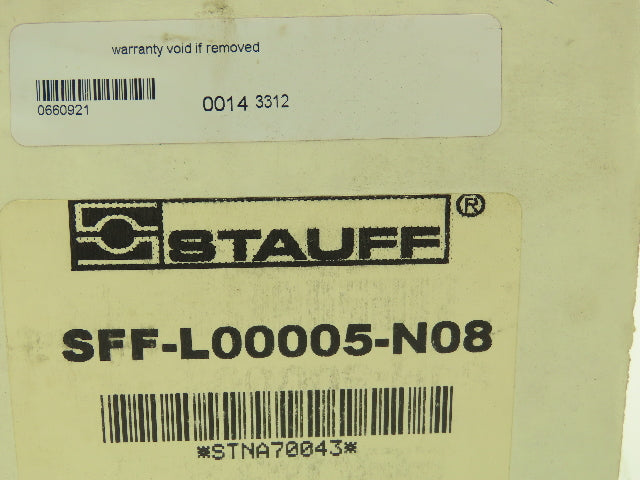 warranty void if removed
0660921
0014 3312
STAUFF®
SFF-L00005-N08
*STNA70043*